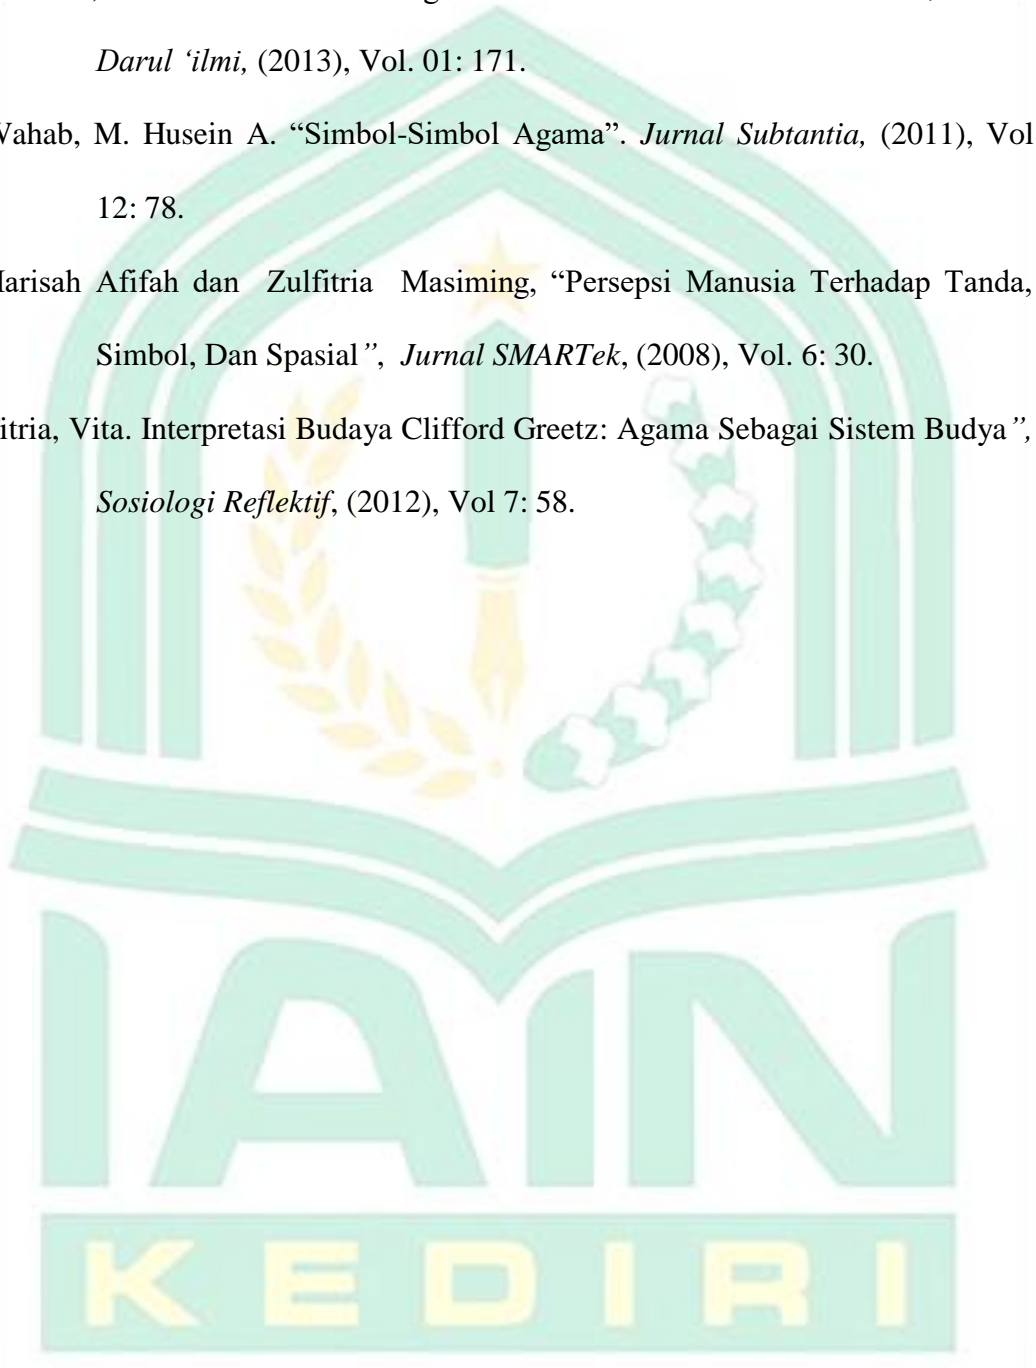 Darul ‘ilmi, (2013), Vol. 01: 171.
Wahab, M. Husein A. “Simbol-Simbol Agama”. Jurnal Subtantia, (2011), Vol
12: 78.
Afifah dan Zulfitria Masiming, “Persepsi Manusia Terhadap Tanda,
Simbol, Dan Spasial”, Jurnal SMARTek, (2008), Vol. 6: 30.
itria, Vita. Interpretasi Budaya Clifford Greetz: Agama Sebagai Sistem Budya”,
Sosiologi Reflektif, (2012), Vol 7: 58.
IAIN
KEDIRI